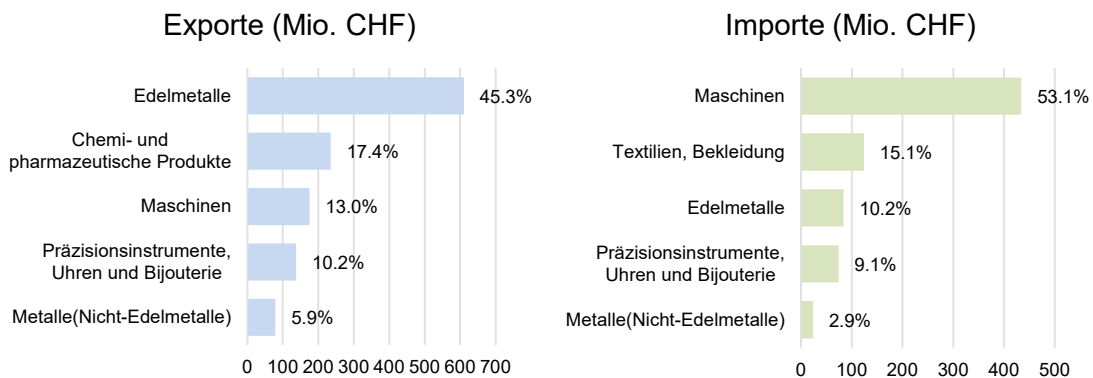 Exporte (Mio. CHF)
Edelmetalle
45.3%
Chemi- und
pharmazeutische Produkte
17.4%
Maschinen
13.0%
Präzisionsinstrumente,
Uhren und Bijouterie
10.2%
Metalle(Nicht-Edelmetalle)
5.9%
0 100 200 300 400 500 600 700
Importe (Mio. CHF)
Maschinen
53.1%
Textilien, Bekleidung
15.1%
Edelmetalle
10.2%
Präzisionsinstrumente,
Uhren und Bijouterie
9.1%
Metalle(Nicht-Edelmetalle)
2.9%
0 100 200 300 400 500